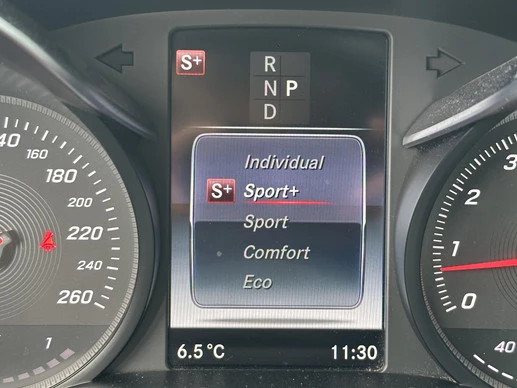 S+
R
N P
D
Individual
S+ Sport+
Sport
Comfort
Eco
6.5°C
11:30
140
160
180
200
220
240
260
1
3
2
1
0
40